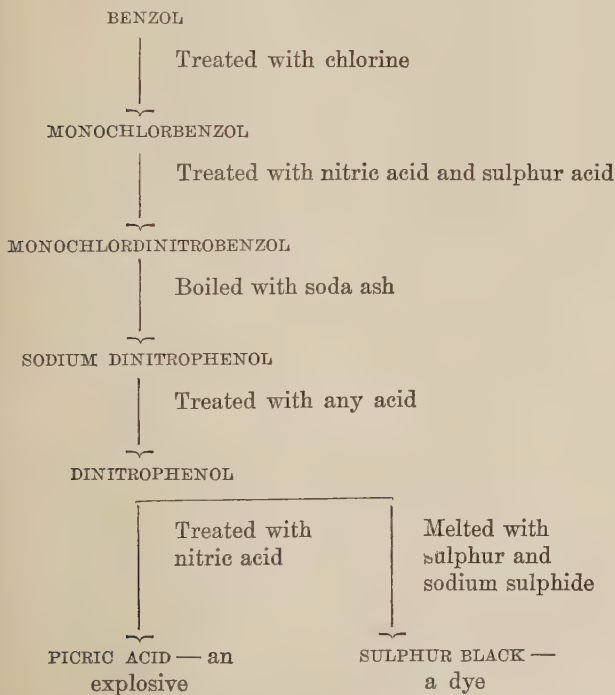 BENZOL
Treated with chlorine
MONOCHLORBENZOL
Treated with nitric acid and sulphur acid
MONOCHLORDINITROBENZOL
Boiled with soda ash
SODIUM DINITROPHENOL
Treated with any acid
DINITROPHENOL
Treated with
nitric acid
Melted with
sulphur and
sodium sulphide
PICRIC ACID — an
explosive
SULPHUR BLACK —
a dye